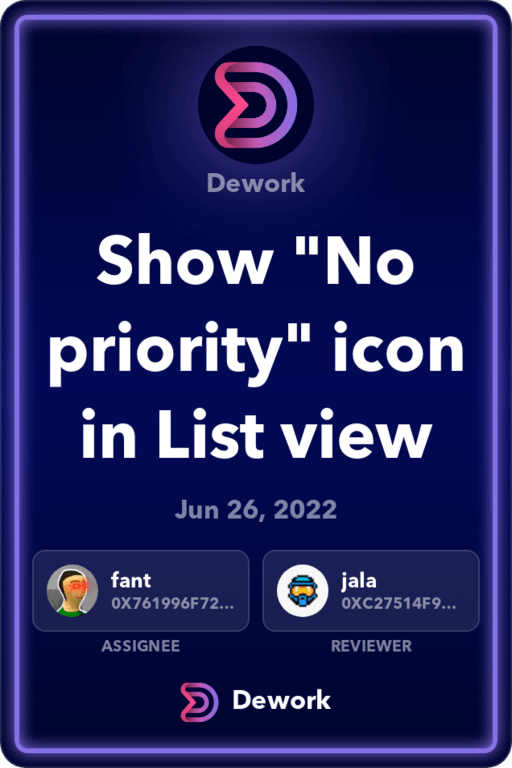 Dework
Show "No
priority" icon
in List view
Jun 26, 2022
fant
0X761996F72...
jala
0XC27514F9...
ASSIGNEE
REVIEWER
Dework